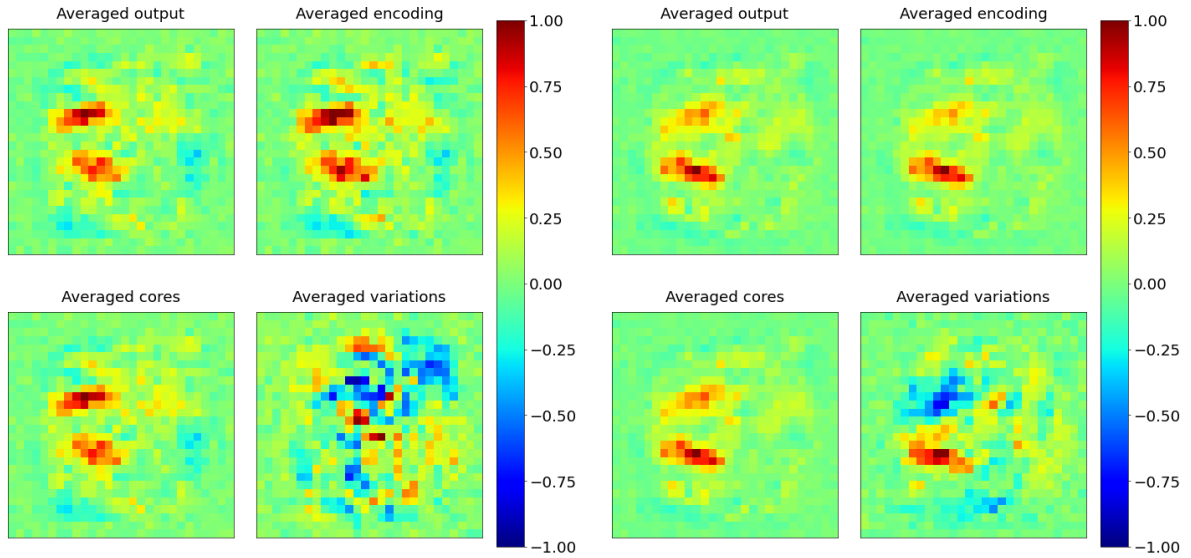 Averaged output
Averaged encoding
Averaged output
Averaged encoding
1.00
0.75
0.50
0.25
0.00
−0.25
−0.50
−0.75
−1.00
1.00
0.75
0.50
0.25
0.00
−0.25
−0.50
−0.75
−1.00
Averaged cores
Averaged variations
Averaged cores
Averaged variations